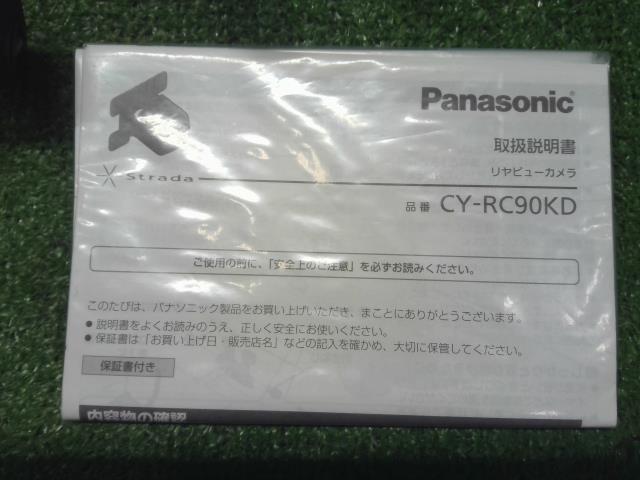 Panasonic
取扱説明書
リヤビューカメラ
Strada
品番 CY-RC90KD
ご使用の前に、「安全上のご注意」を必ずお読みください。
このたびは、パナソニック製品をお買い上げいただき、まことにありがとうございます。
● 説明書をよくお読みのうえ、正しく安全にお使いください。
● 保証書は「お買い上げ日・販売店名」などの記入を確かめ、大切に保管してください。
保証書付き
内容物の確認